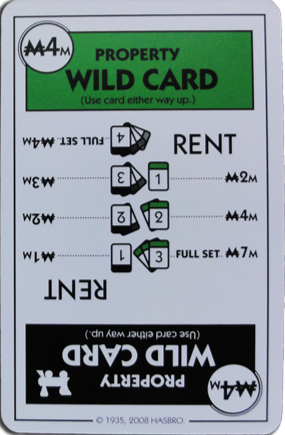 ₩4M
PROPERTY
WILD CARD
(Use card either way up.)
RENT
1 ₩2M
2 ₩4M
3 FULL SET ₩7M
RENT
1 ₩1M
2 ₩2M
3 ₩3M
4 FULL SET ₩4M
₩4M
PROPERTY
WILD CARD
(Use card either way up.)
© 1935, 2008 HASBRO.